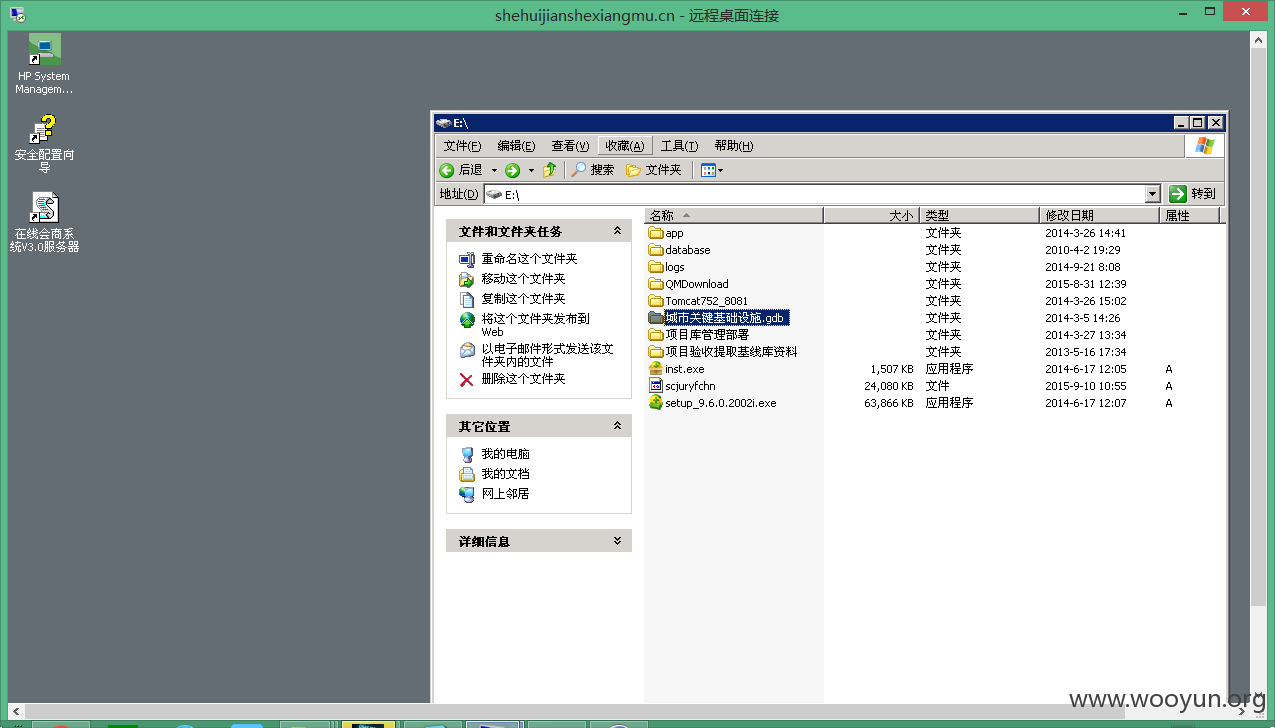 shehuijianshexiangmu.cn - 远程桌面连接
HP System
Managem...
安全配置向
导
在线会商系
统V3.0服务器
E:\
文件(F) 编辑(E) 查看(V) 收藏(A) 工具(T) 帮助(H)
后退 搜索 文件夹
地址(D) E:\ 转到
文件和文件夹任务
重命名这个文件夹
移动这个文件夹
复制这个文件夹
将这个文件夹发布到
Web
以电子邮件形式发送该文
件夹内的文件
删除这个文件夹
其它位置
我的电脑
我的文档
网上邻居
详细信息
名称 大小 类型 修改日期 属性
app 文件夹 2014-3-26 14:41
database 文件夹 2010-4-2 19:29
logs 文件夹 2014-9-21 8:08
QMDownload 文件夹 2015-8-31 12:39
Tomcat752_8081 文件夹 2014-3-26 15:02
城市关键基础设施.gdb 文件夹 2014-3-5 14:26
项目库管理部署 文件夹 2014-3-27 13:34
项目验收提取基线库资料 文件夹 2013-5-16 17:34
inst.exe 1,507 KB 应用程序 2014-6-17 12:05 A
scjuryfchn 24,080 KB 文件 2015-9-10 10:55 A
setup_9.6.0.2002i.exe 63,866 KB 应用程序 2014-6-17 12:07 A
www.wooyun.org